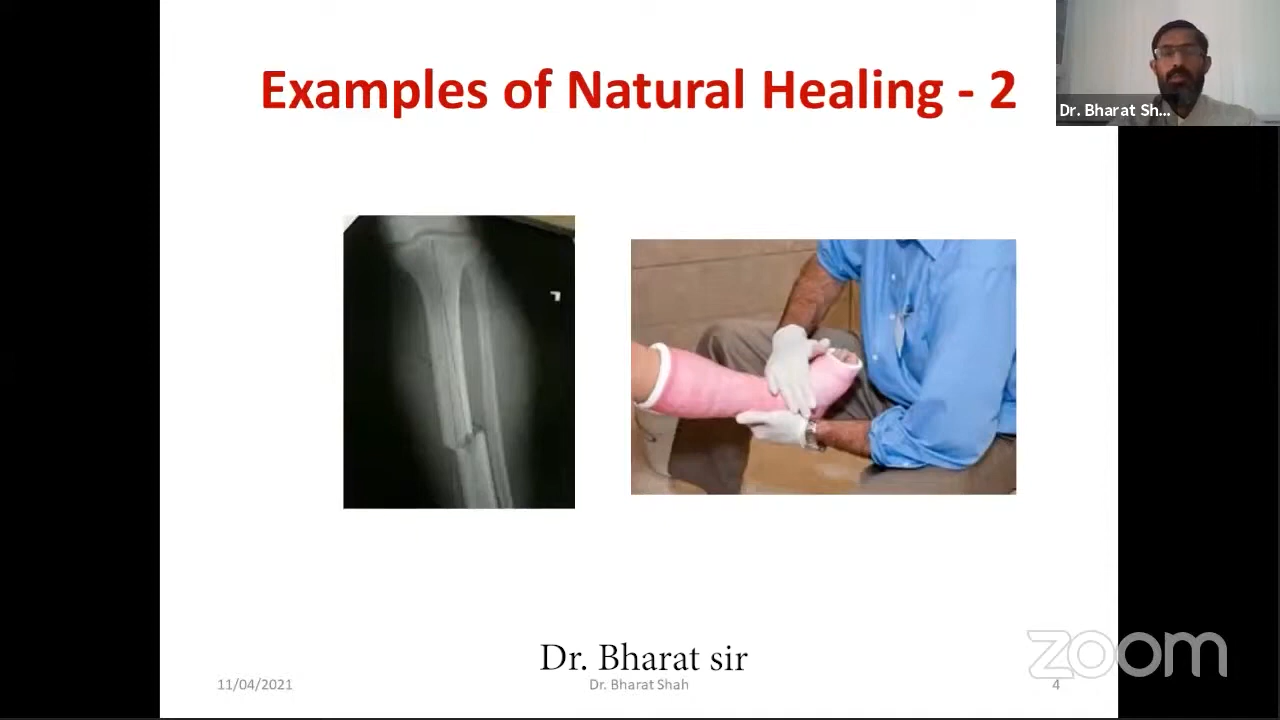 Examples of Natural Healing - 2
Dr. Bharat Sh...
Dr. Bharat sir
11/04/2021
Dr. Bharat Shah
4
zoom